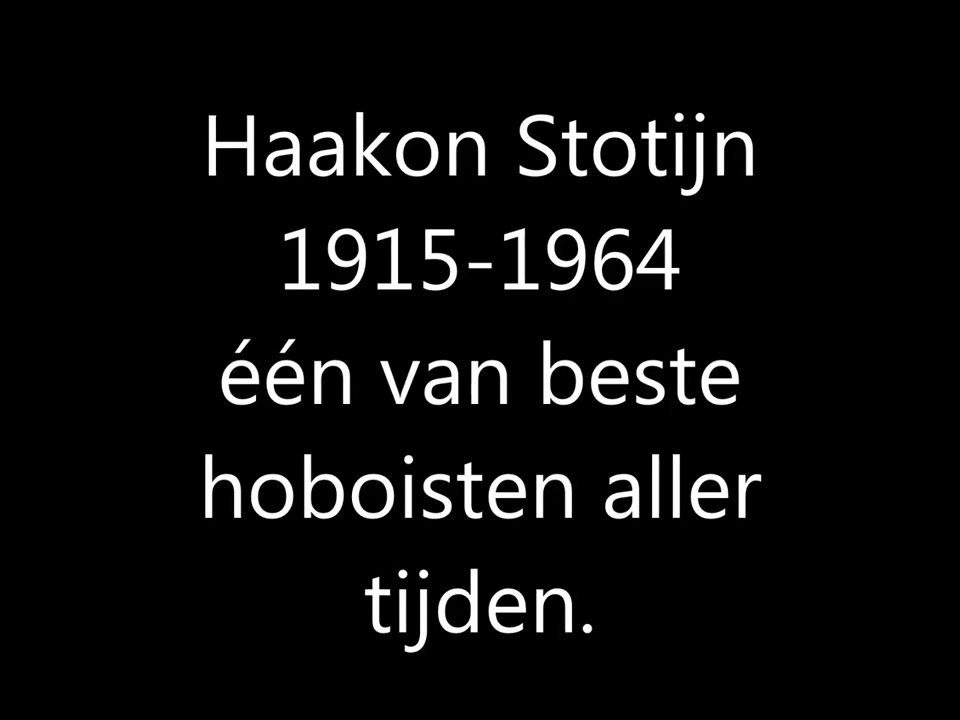 Haakon Stotijn
1915-1964
één van beste
hoboisten aller
tijden.